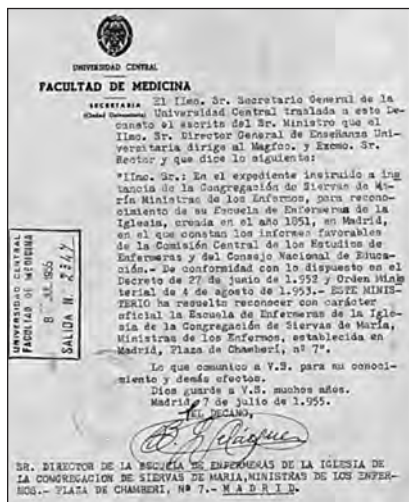 UNIVERSIDAD CENTRAL
FACULTAD DE MEDICINA
SECRETARIA
(Ciudad Universitaria)
El Ilmo. Sr. Secretario General de la
Universidad Central traslada a este De-
canato el escrito del Sr. Ministro que el
Ilmo. Sr. Director General de Enseñanza Uni-
versitaria dirige al Magfco. y Excmo. Sr.
Rector y que dice lo siguiente:
"Ilmo. Sr.: En el expediente instruido a ins
tancia de la Congregación de Siervas de Ma-
ría Ministras de los Enfermos, para recono-
cimiento de su Escuela de Enfermeras de la
Iglesia, creada en el año 1851, en Madrid,
en el que constan los informes favorables
de la Comisión Central de los Estudios de
Enfermeras y del Consejo Nacional de Educa-
ción.- De conformidad con lo dispuesto en el
Decreto de 27 de junio de 1.952 y Orden Minis
terial de 4 de agosto de 1.953.- ESTE MINIS-
TERIO ha resuelto reconocer con carácter
oficial la Escuela de Enfermeras de la Igle-
sia de la Congregación de Siervas de María,
Ministras de los Enfermos, establecida en
Madrid, Plaza de Chamberí, nº 7".
Lo que comunico a V.S. para su conoci-
miento y demás efectos.
Dios guarde a V.S. muchos años.
Madrid, 7 de julio de 1.955.
EL DECANO,
UNIVERSIDAD CENTRAL
FACULTAD DE MEDICINA
8 JUL 1955
SALIDA N. 2347
SR. DIRECTOR DE LA ESCUELA DE ENFERMERAS DE LA IGLESIA DE
LA CONGREGACION DE SIERVAS DE MARIA, MINISTRAS DE LOS ENFER-
MOS.- PLAZA DE CHAMBERI, Nº 7.- M A D R I D.